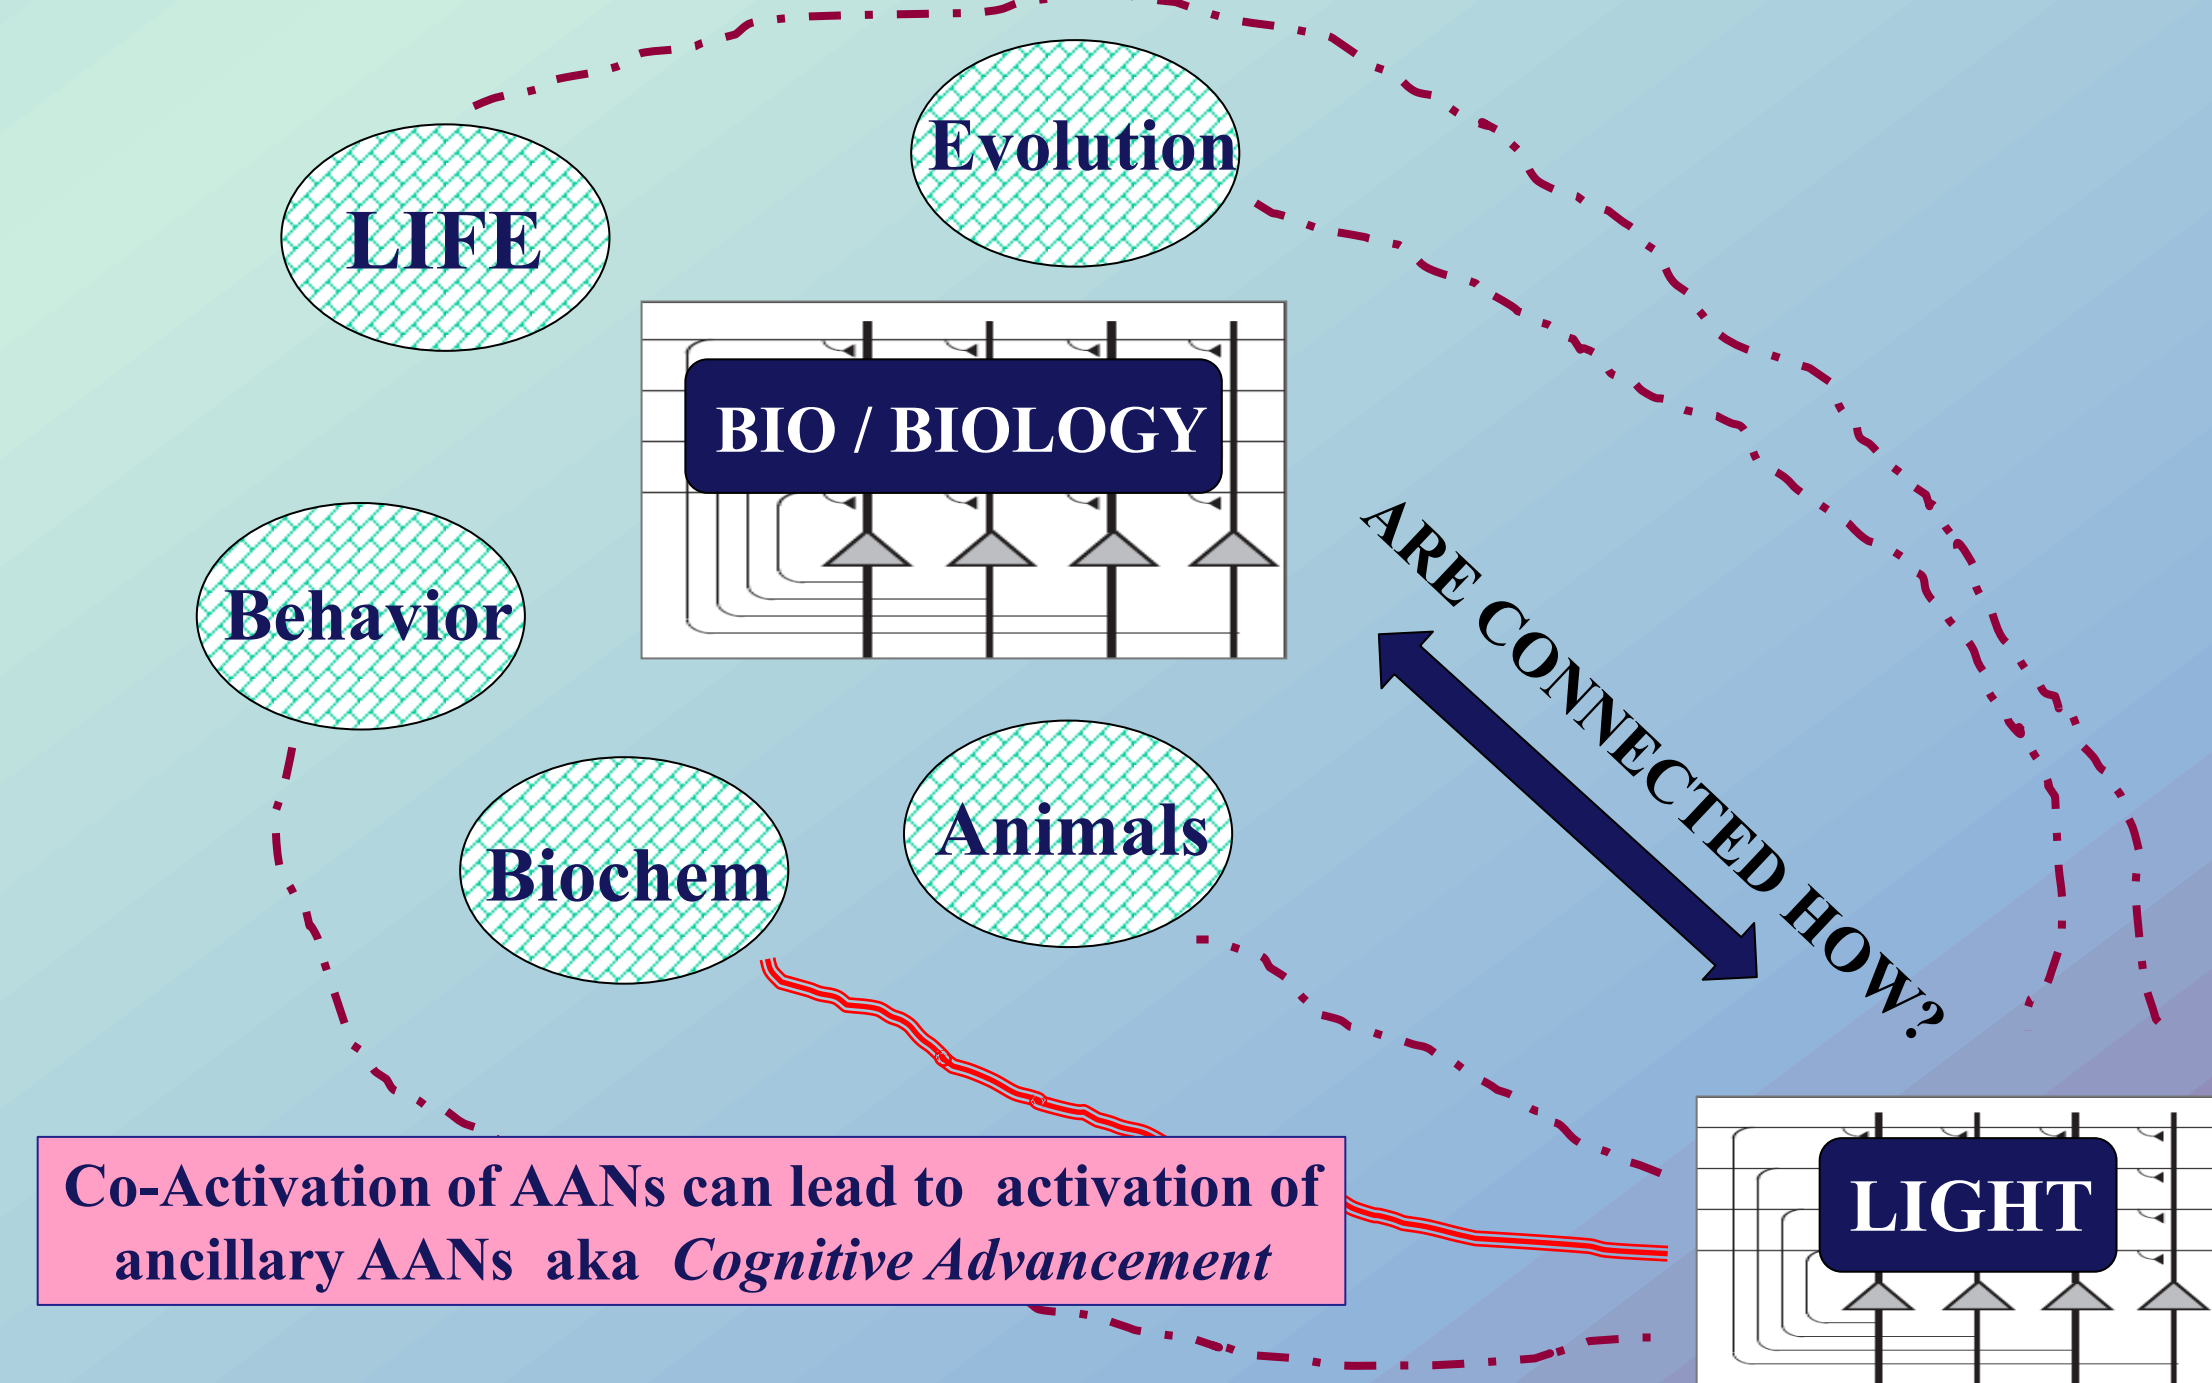 Evolution
LIFE
BIO / BIOLOGY
ARE CONNECTED HOW?
Behavior
Animals
Biochem
Co-Activation of AANs can lead to activation of
ancillary AANs aka Cognitive Advancement
LIGHT